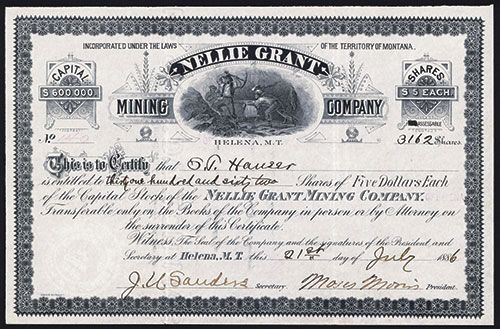 INCORPORATED UNDER THE LAWS OF THE TERRITORY OF MONTANA.
NELLIE GRANT
CAPITAL
$ 600,000.
SHARES
$ 5 EACH.
MINING COMPANY
ASSESSABLE
HELENA, M.T.
No
3162 Shares
This is to Certify that S.T. Hauser
is entitled to thirty one hundred and sixty two Shares of Five Dollars Each
of the Capital Stock of the NELLIE GRANT MINING COMPANY.
Transferable only on the Books of the Company in person or by Attorney on
the surrender of this Certificate.
Witness, The Seal of the Company and the signatures of the President and
Secretary at Helena, M.T. this 21st day of July 1886
J.U. Sanders Secretary Moses Morris President.